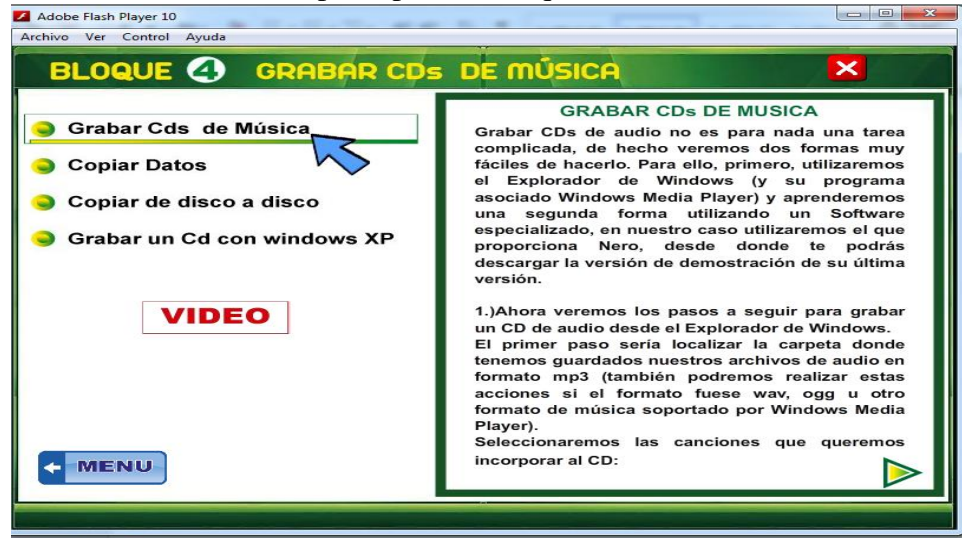 Adobe Flash Player 10
Archivo Ver Control Ayuda
BLOQUE 4 GRABAR CDs DE MÚSICA
Grabar Cds de Música
Copiar Datos
Copiar de disco a disco
Grabar un Cd con windows XP
VIDEO
MENU
GRABAR CDs DE MUSICA
Grabar CDs de audio no es para nada una tarea
complicada, de hecho veremos dos formas muy
fáciles de hacerlo. Para ello, primero, utilizaremos
el Explorador de Windows (y su programa
asociado Windows Media Player) y aprenderemos
una segunda forma utilizando un Software
especializado, en nuestro caso utilizaremos el que
proporciona Nero, desde donde te podrás
descargar la versión de demostración de su última
versión.
1.)Ahora veremos los pasos a seguir para grabar
un CD de audio desde el Explorador de Windows.
El primer paso sería localizar la carpeta donde
tenemos guardados nuestros archivos de audio en
formato mp3 (también podremos realizar estas
acciones si el formato fuese wav, ogg u otro
formato de música soportado por Windows Media
Player).
Seleccionaremos las canciones que queremos
incorporar al CD: